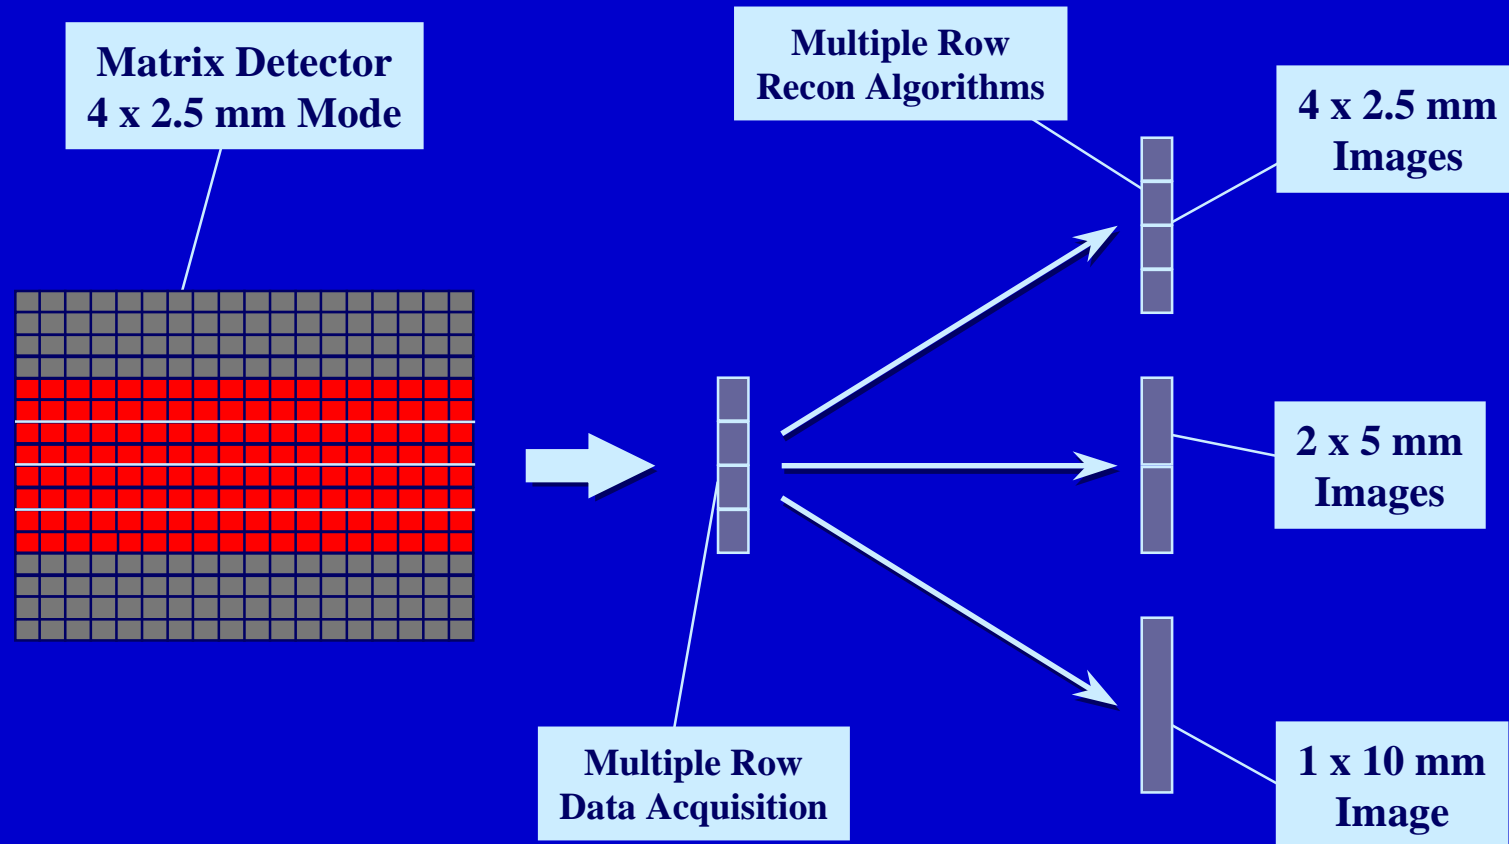 Matrix Detector
4 x 2.5 mm Mode
Multiple Row
Recon Algorithms
4 x 2.5 mm
Images
2 x 5 mm
Images
Multiple Row
Data Acquisition
1 x 10 mm
Image